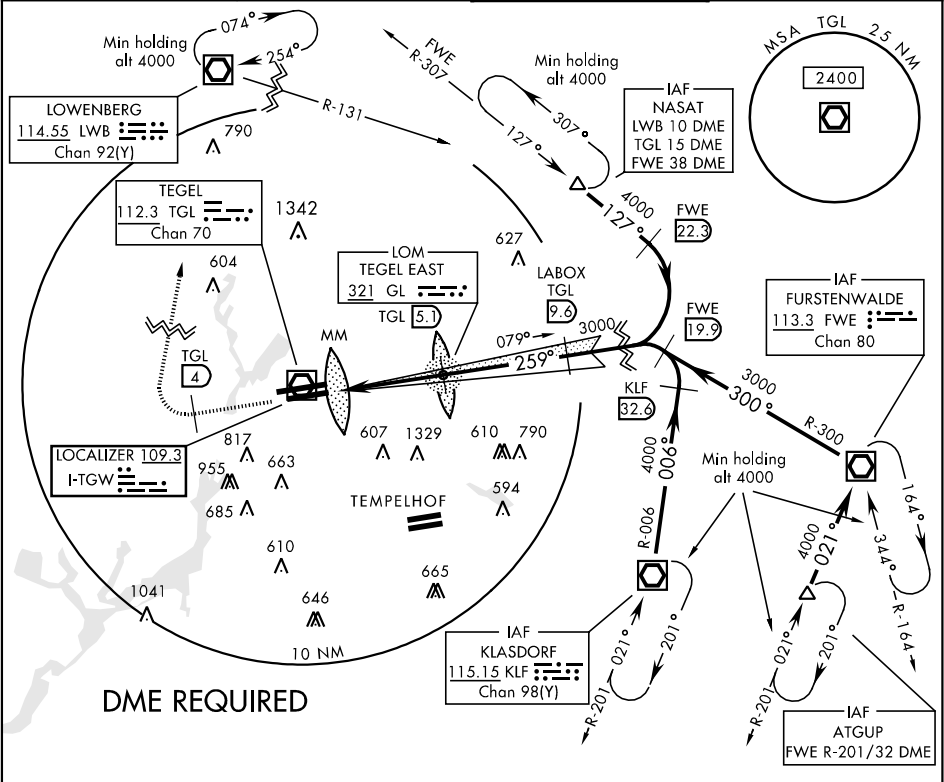 074°
254°
Min holding
alt 4000
LOWENBERG
114.55 LWB
Chan 92(Y)
R-131
790
FWE
R-307
Min holding
alt 4000
307°
127°
IAF
NASAT
LWB 10 DME
TGL 15 DME
FWE 38 DME
MSA TGL 25 NM
2400
TEGEL
112.3 TGL
Chan 70
1342
604
4000
127°
FWE
22.3
627
LOM
TEGEL EAST
321 GL
TGL 5.1
LABOX
TGL
9.6
FWE
19.9
IAF
FURSTENWALDE
113.3 FWE
Chan 80
MM
079°
3000
259°
TGL
4
KLF
32.6
3000
300°
R-300
LOCALIZER 109.3
I-TGW
817
955
685
663
607
1329
610
790
594
TEMPELHOF
4000
006°
R-006
Min holding
alt 4000
164°
344°
R-164
4000
021°
610
1041
646
665
10 NM
021°
201°
R-201
021°
201°
R-201
IAF
KLASDORF
115.15 KLF
Chan 98(Y)
IAF
ATGUP
FWE R-201/32 DME
DME REQUIRED